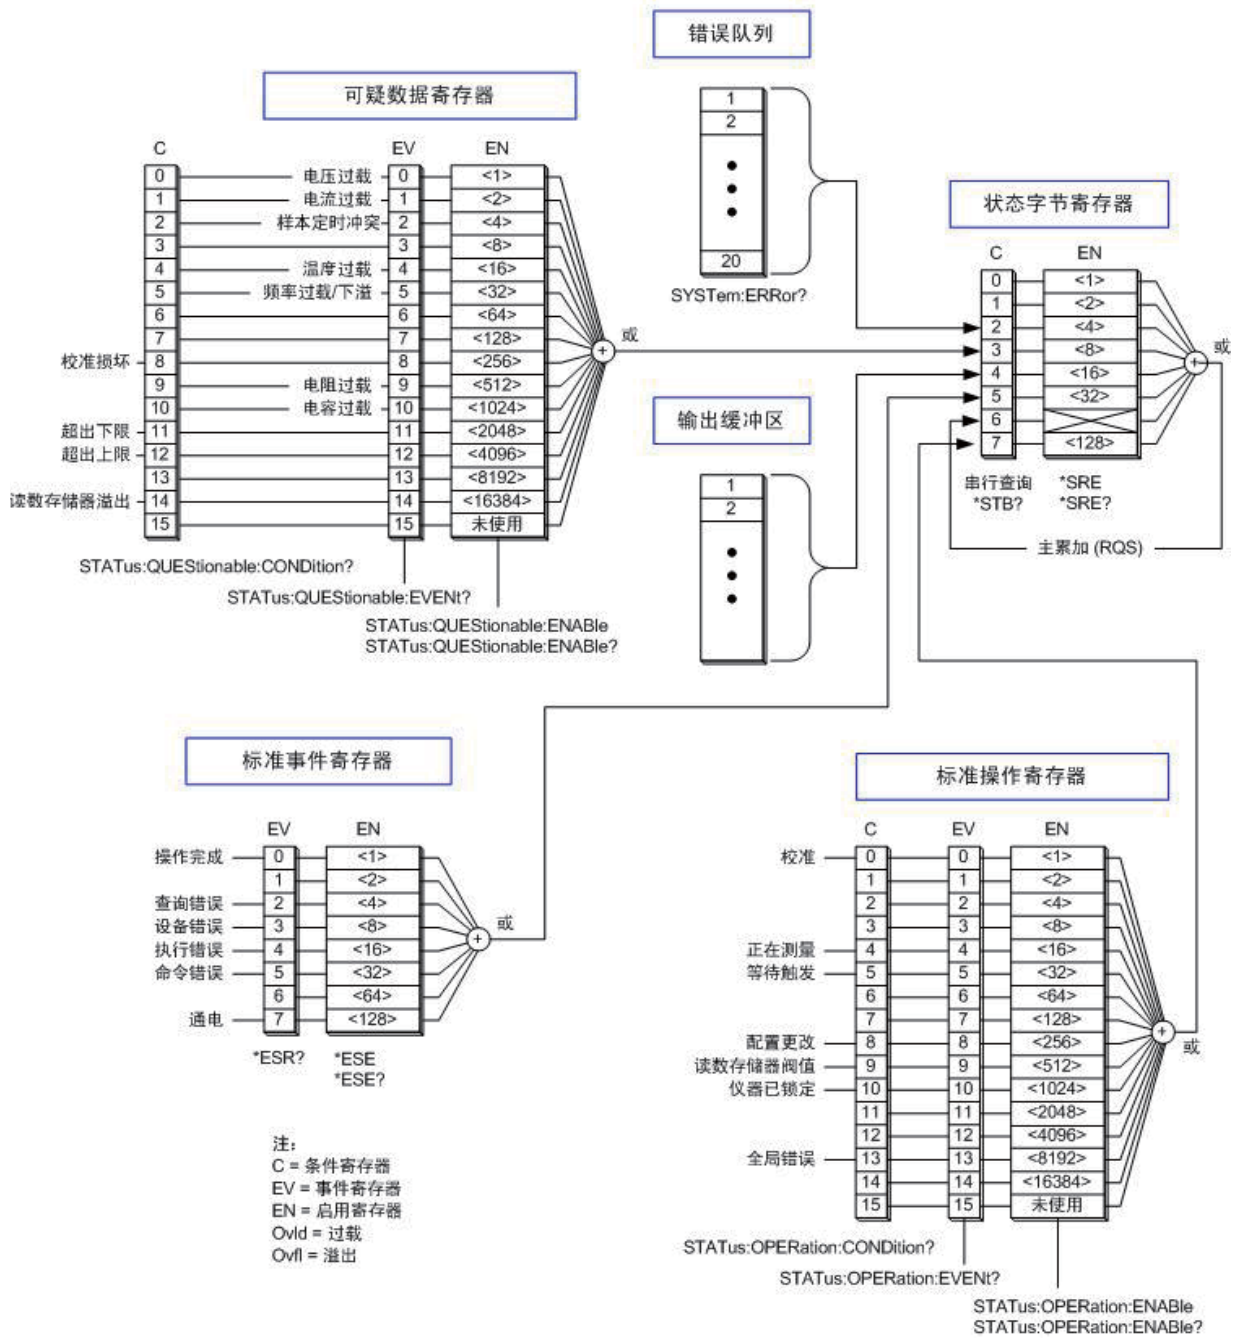 错误队列
1
2
20
SYSTem:ERRor?
可疑数据寄存器
C EV EN
0 电压过载 0 <1>
1 电流过载 1 <2>
2 样本定时冲突 2 <4>
3 3 <8>
4 温度过载 4 <16>
5 频率过载/下溢 5 <32>
6 6 <64>
7 7 <128>
校准损坏 8 8 <256>
9 电阻过载 9 <512>
10 电容过载 10 <1024>
超出下限 11 11 <2048>
超出上限 12 12 <4096>
13 13 <8192>
读数存储器溢出 14 14 <16384>
15 15 未使用
+ 或
STATus:QUEStionable:CONDition?
STATus:QUEStionable:EVENt?
STATus:QUEStionable:ENABle
STATus:QUEStionable:ENABle?
输出缓冲区
1
2
状态字节寄存器
C EN
0 <1>
1 <2>
2 <4>
3 <8>
4 <16>
5 <32>
6
7 <128>
+ 或
串行查询 *SRE
*STB? *SRE?
主累加 (RQS)
标准事件寄存器
EV EN
操作完成 0 <1>
1 <2>
查询错误 2 <4>
设备错误 3 <8>
执行错误 4 <16>
命令错误 5 <32>
6 <64>
通电 7 <128>
+ 或
*ESR? *ESE
*ESE?
标准操作寄存器
C EV EN
校准 0 0 <1>
1 1 <2>
2 2 <4>
3 3 <8>
正在测量 4 4 <16>
等待触发 5 5 <32>
6 6 <64>
7 7 <128>
配置更改 8 8 <256>
读数存储器阀值 9 9 <512>
仪器已锁定 10 10 <1024>
11 11 <2048>
12 12 <4096>
全局错误 13 13 <8192>
14 14 <16384>
15 15 未使用
+ 或
STATus:OPERation:CONDition?
STATus:OPERation:EVENt?
STATus:OPERation:ENABle
STATus:OPERation:ENABle?
注：
C = 条件寄存器
EV = 事件寄存器
EN = 启用寄存器
Ovld = 过载
Ovfl = 溢出